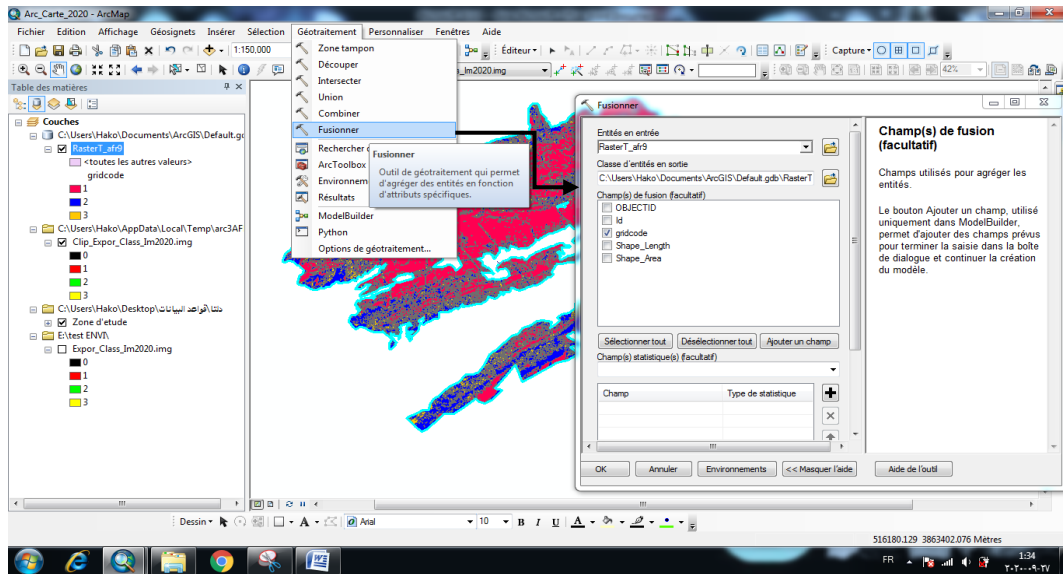 Arc_Carte_2020 - ArcMap
Fichier Edition Affichage Géosignets Insérer Sélection Géotraitement Personnaliser Fenêtres Aide
1:150,000
Éditeur
Capture
_Im2020.img
42%
Table des matières
Couches
C:\Users\Hako\Documents\ArcGIS\Default.g
RasterT_afr9
<toutes les autres valeurs>
gridcode
1
2
3
C:\Users\Hako\AppData\Local\Temp\arc3AF
Clip_Expor_Class_Im2020.img
0
1
2
3
C:\Users\Hako\Desktop\دلتا\قواعد البيانات
Zone d'etude
E:\test ENVI\
Expor_Class_Im2020.img
0
1
2
3
Zone tampon
Découper
Intersecter
Union
Combiner
Fusionner
Rechercher
ArcToolbox
Environnem
Résultats
ModelBuilder
Python
Options de géotraitement...
Fusionner
Outil de géotraitement qui permet
d'agréger des entités en fonction
d'attributs spécifiques.
Fusionner
Entités en entrée
RasterT_afr9
Classe d'entités en sortie
C:\Users\Hako\Documents\ArcGIS\Default.gdb\RasterT
Champ(s) de fusion (facultatif)
OBJECTID
Id
gridcode
Shape_Length
Shape_Area
Sélectionner tout Désélectionner tout Ajouter un champ
Champ(s) statistique(s) (facultatif)
Champ Type de statistique
OK Annuler Environnements << Masquer l'aide Aide de l'outil
Champ(s) de fusion
(facultatif)
Champs utilisés pour agréger les
entités.
Le bouton Ajouter un champ, utilisé
uniquement dans ModelBuilder,
permet d'ajouter des champs prévus
pour terminer la saisie dans la boîte
de dialogue et continuer la création
du modèle.
Dessin A Arial 10 B I U A
516180.129 3863402.076 Mètres
FR 1:34
٢٠٢٠-٠٩-٢٧